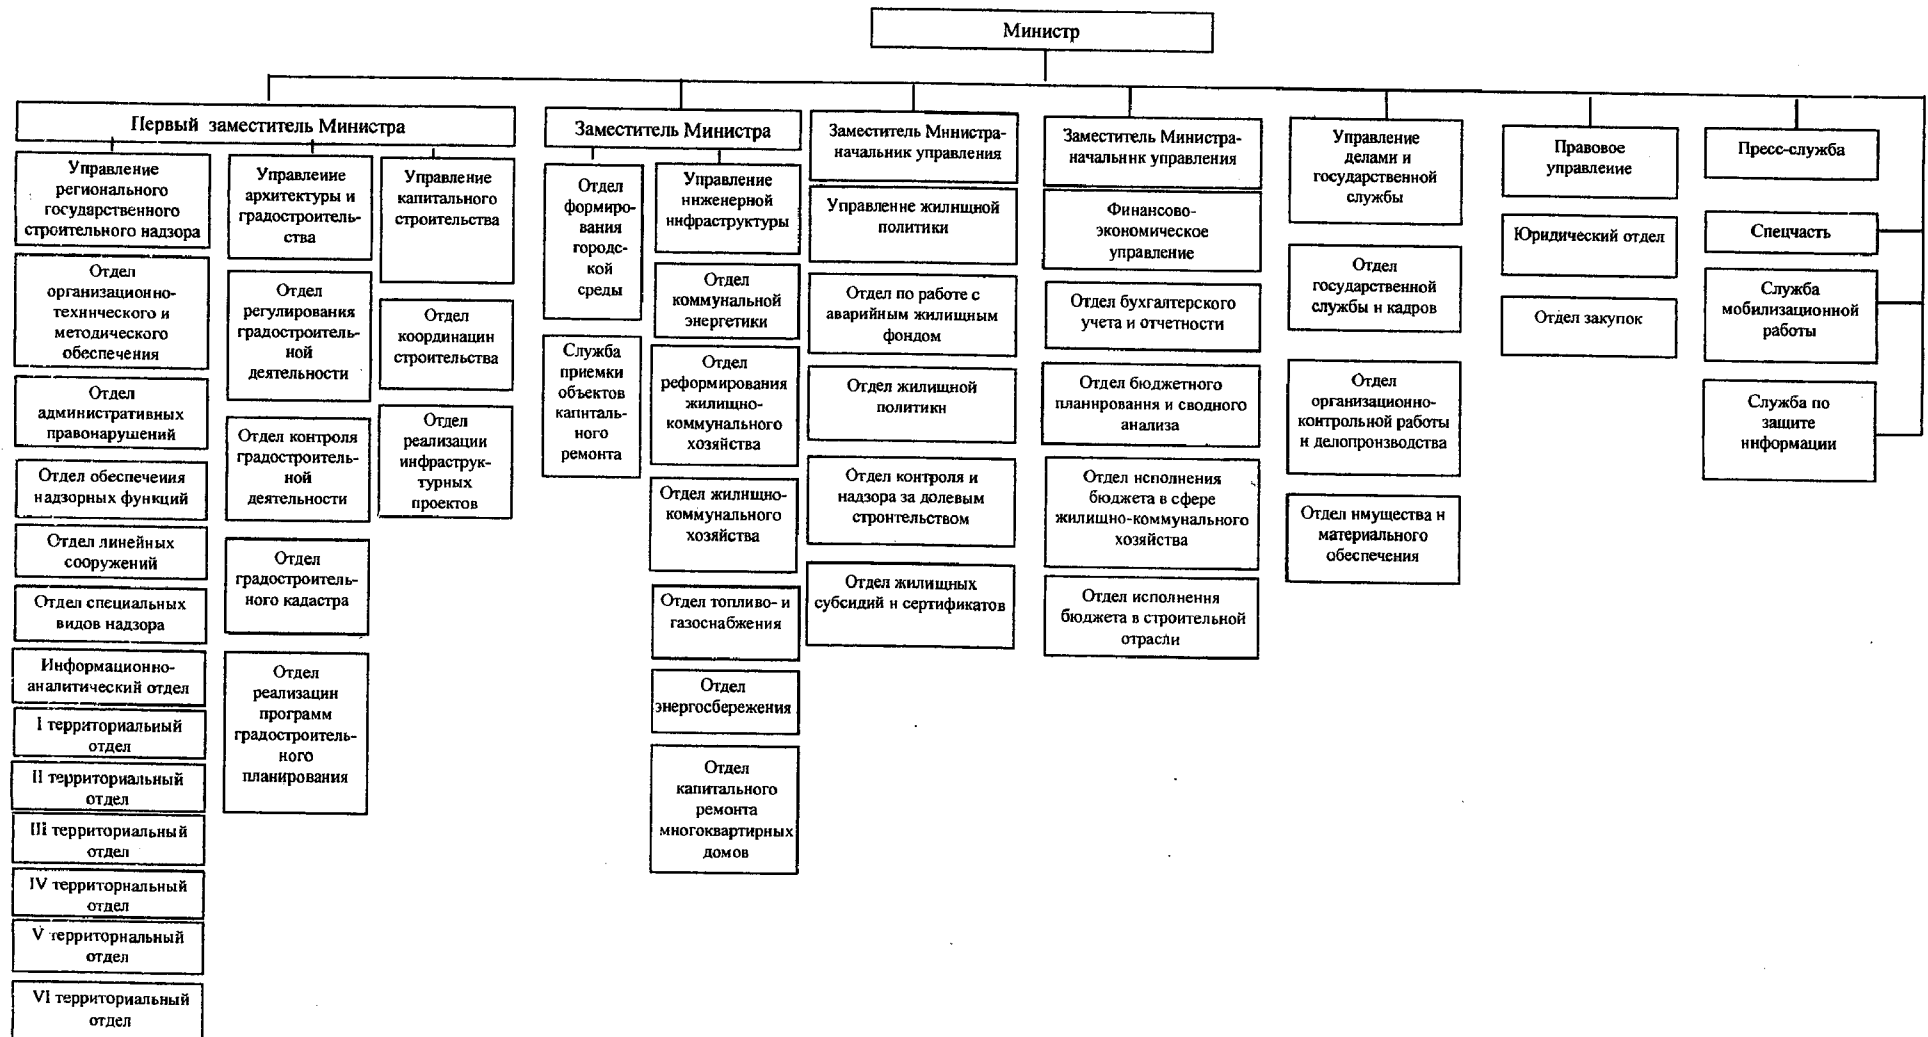 Министр
Первый заместитель Министра
Управление
регионального
государственного
строительного надзора
Отдел
организационно-
технического и
методического
обеспечения
Отдел
административных
правонарушений
Отдел обеспечения
надзорных функций
Отдел линейных
сооружений
Отдел специальных
видов надзора
Информационно-
аналитический отдел
I территориальный
отдел
II территориальный
отдел
III территориальный
отдел
IV территориальный
отдел
V территориальный
отдел
VI территориальный
отдел
Управление
архитектуры и
градостроитель-
ства
Отдел
регулирования
градостроитель-
ной
деятельности
Отдел контроля
градостроитель-
ной
деятельности
Отдел
градостроитель-
ного кадастра
Отдел
реализации
программ
градостроитель-
ного
планирования
Управление
капитального
строительства
Отдел
координации
строительства
Отдел
реализации
инфраструк-
турных
проектов
Заместитель Министра
Отдел
формиро-
вания
городс-
кой
среды
Служба
приемки
объектов
капиталь-
ного
ремонта
Управление
инженерной
инфраструктуры
Отдел
коммунальной
энергетики
Отдел
реформирования
жилищно-
коммунального
хозяйства
Отдел жилищно-
коммунального
хозяйства
Отдел топливо- и
газоснабжения
Отдел
энергосбережения
Отдел
капитального
ремонта
многоквартирных
домов
Заместитель Министра-
начальник управления
Управление жилищной
политики
Отдел по работе с
аварийным жилищным
фондом
Отдел жилищной
политики
Отдел контроля и
надзора за долевым
строительством
Отдел жилищных
субсидий и сертификатов
Заместитель Министра-
начальник управления
Финансово-
экономическое
управление
Отдел бухгалтерского
учета и отчетности
Отдел бюджетного
планирования и сводного
анализа
Отдел исполнения
бюджета в сфере
жилищно-коммунального
хозяйства
Отдел исполнения
бюджета в строительной
отрасли
Управление
делами и
государственной
службы
Отдел
государственной
службы и кадров
Отдел
организационно-
контрольной работы
и делопроизводства
Отдел имущества и
материального
обеспечения
Правовое
управление
Юридический отдел
Отдел закупок
Пресс-служба
Спецчасть
Служба
мобилизационной
работы
Служба по
защите
информации